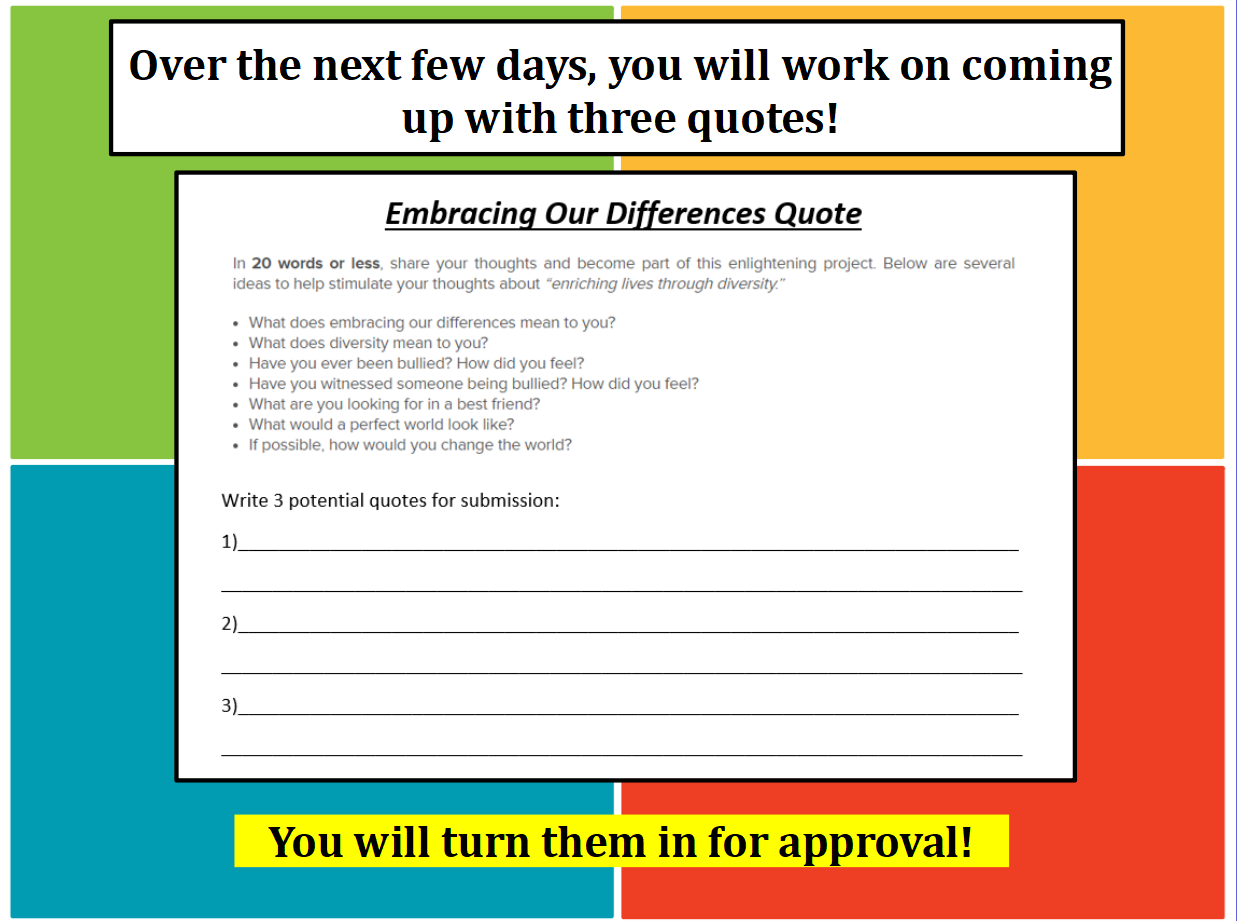 Over the next few days, you will work on coming
up with three quotes!
Embracing Our Differences Quote
In 20 words or less, share your thoughts and become part of this enlightening project. Below are several
ideas to help stimulate your thoughts about “enriching lives through diversity.”
• What does embracing our differences mean to you?
• What does diversity mean to you?
• Have you ever been bullied? How did you feel?
• Have you witnessed someone being bullied? How did you feel?
• What are you looking for in a best friend?
• What would a perfect world look like?
• If possible, how would you change the world?
Write 3 potential quotes for submission:
1)
2)
3)
You will turn them in for approval!